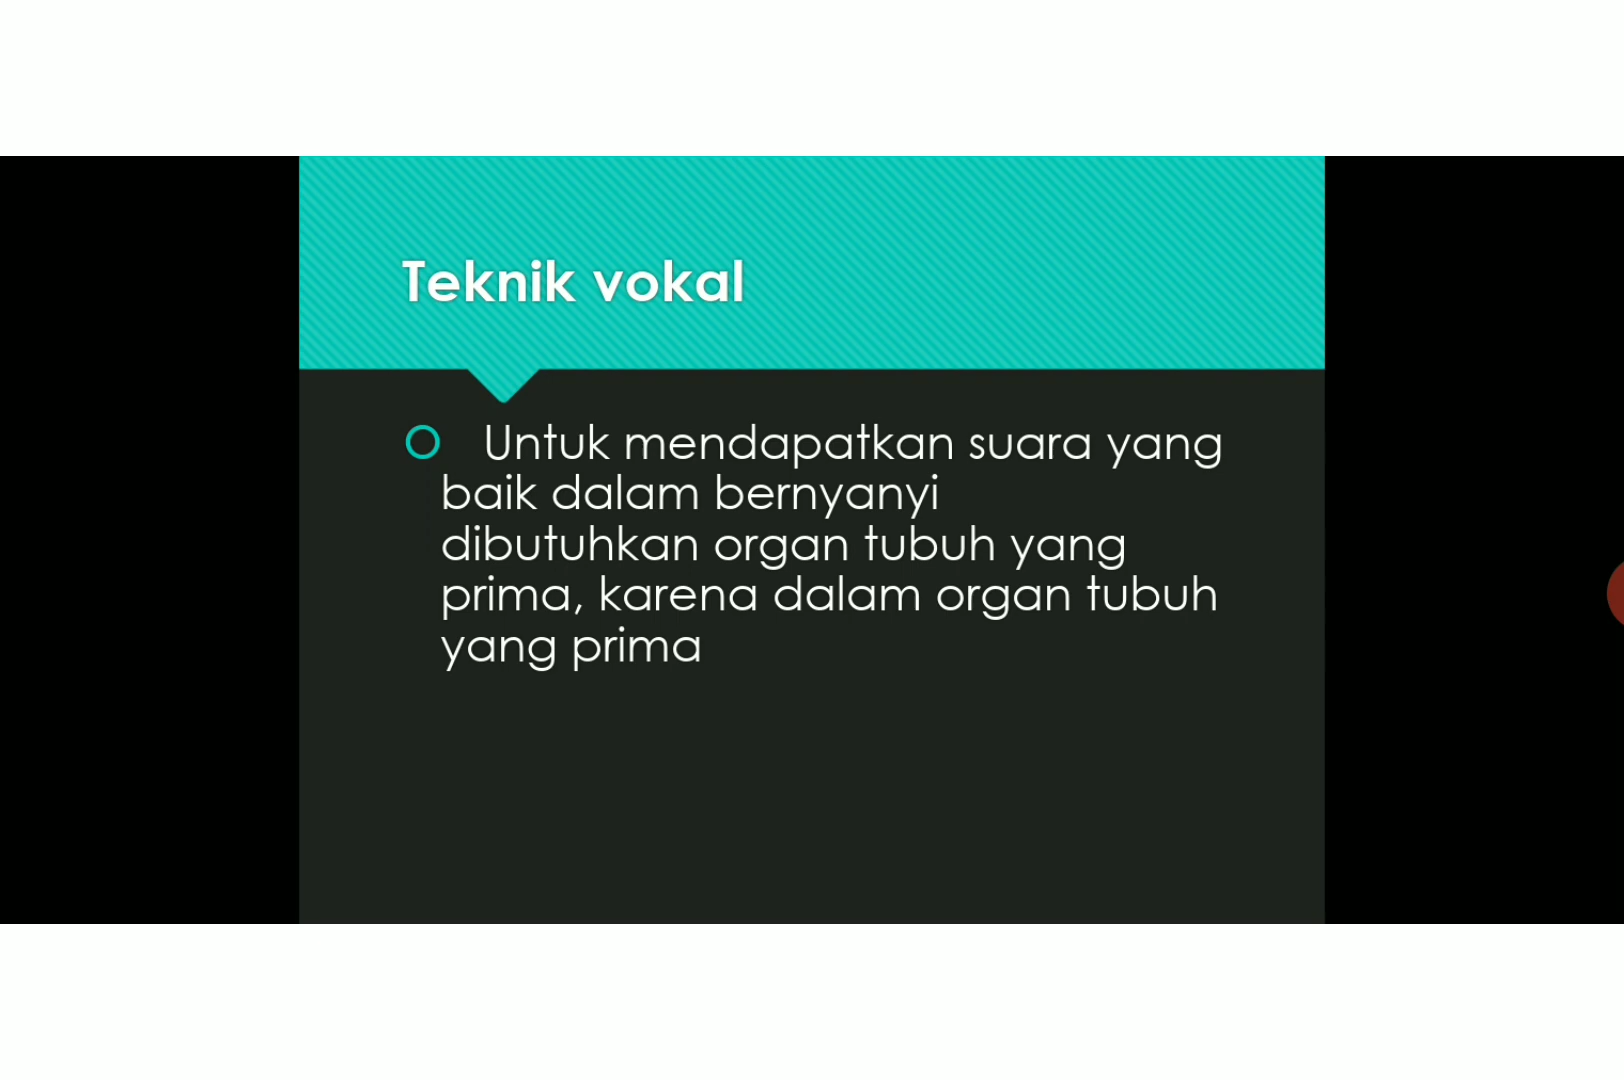 Teknik vokal
Untuk mendapatkan suara yang
baik dalam bernyanyi
dibutuhkan organ tubuh yang
prima, karena dalam organ tubuh
yang prima